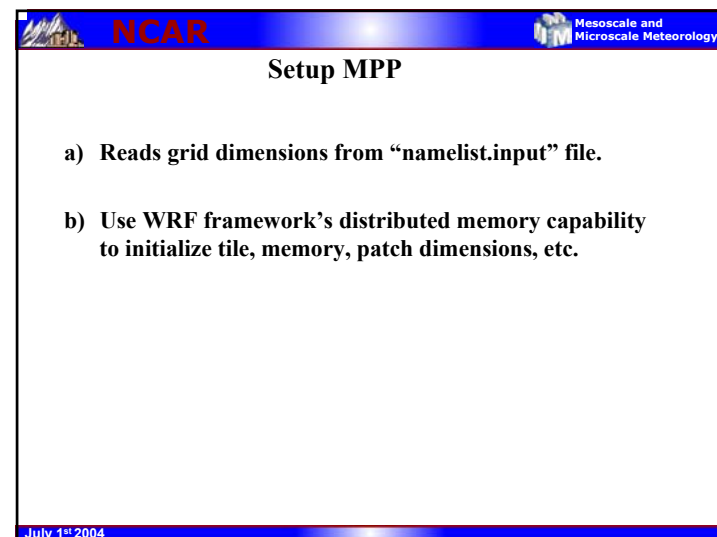 NCAR
Mesoscale and
Microscale Meteorology
Setup MPP
a) Reads grid dimensions from “namelist.input” file.
b) Use WRF framework’s distributed memory capability
to initialize tile, memory, patch dimensions, etc.
July 1st 2004